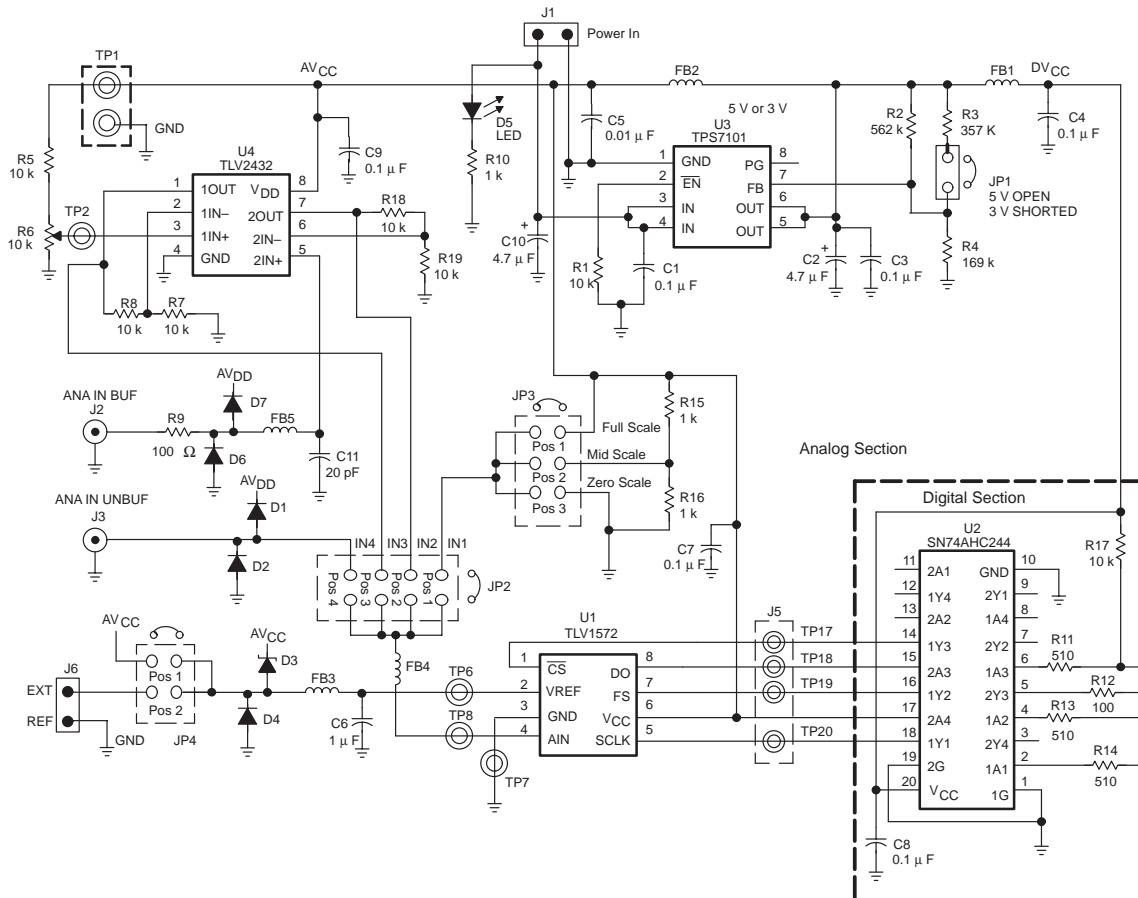 J1
Power In
TP1
AVCC
FB2
FB1
DVCC
GND
D5
LED
C5
0.01 μ F
5 V or 3 V
U3
TPS7101
R2
562 k
R3
357 K
C4
0.1 μ F
R5
10 k
U4
TLV2432
C9
0.1 μ F
R10
1 k
1 GND PG 8
2 EN FB 7
3 IN OUT 6
4 IN OUT 5
JP1
5 V OPEN
3 V SHORTED
1 1OUT VDD 8
2 1IN– 2OUT 7
3 1IN+ 2IN– 6
4 GND 2IN+ 5
R18
10 k
TP2
R6
10 k
R19
10 k
+
C10
4.7 μ F
R1
10 k
C1
0.1 μ F
+
C2
4.7 μ F
C3
0.1 μ F
R4
169 k
R8
10 k
R7
10 k
ANA IN BUF
J2
R9
100 Ω
AVDD
D7
FB5
D6
C11
20 pF
JP3
Pos 1
Pos 2
Pos 3
Full Scale
Mid Scale
Zero Scale
R15
1 k
R16
1 k
Analog Section
Digital Section
ANA IN UNBUF
J3
AVDD
D1
D2
IN4
IN3
IN2
IN1
Pos 4
Pos 3
Pos 2
Pos 1
JP2
C7
0.1 μ F
U2
SN74AHC244
R17
10 k
11 2A1 GND 10
12 1Y4 2Y1 9
13 2A2 1A4 8
14 1Y3 2Y2 7
15 2A3 1A3 6
16 1Y2 2Y3 5
17 2A4 1A2 4
18 1Y1 2Y4 3
19 2G 1A1 2
20 VCC 1G 1
R11
510
R12
100
R13
510
R14
510
C8
0.1 μ F
J5
TP17
TP18
TP19
TP20
U1
TLV1572
1 CS DO 8
2 VREF FS 7
3 GND VCC 6
4 AIN SCLK 5
AVCC
J6
EXT
REF
GND
Pos 1
Pos 2
JP4
AVCC
D3
D4
FB3
C6
1 μ F
FB4
TP6
TP8
TP7